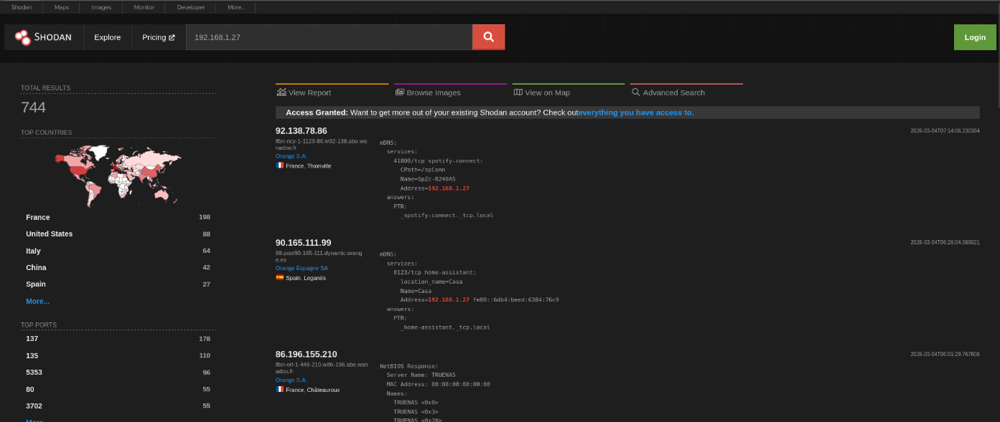 Shodan
Maps
Images
Monitor
Developer
More...
SHODAN
Explore
Pricing
192.168.1.27
Login
TOTAL RESULTS
744
TOP COUNTRIES
France 198
United States 88
Italy 64
China 42
Spain 27
More...
TOP PORTS
137 178
135 110
5353 96
80 55
3702 55
More...
View Report
Browse Images
View on Map
Advanced Search
Access Granted: Want to get more out of your existing Shodan account? Check out everything you have access to.
92.138.78.86
2026-03-04T07:14:06.230384
lfbn-ncy-1-1129-86.w92-138.abo.wa
nadoo.fr
Orange S.A.
France, Thionville
mDNS:
services:
41800/tcp spotify-connect:
CPath=/spConn
Name=SpZc-B240A5
Address=192.168.1.27
answers:
PTR:
_spotify-connect._tcp.local
90.165.111.99
2026-03-04T06:26:04.069021
99.pool90-165-111.dynamic.orang
e.es
Orange Espagne SA
Spain, Leganés
mDNS:
services:
8123/tcp home-assistant:
location_name=Casa
Name=Casa
Address=192.168.1.27 fe80::6db4:beed:6384:76c9
answers:
PTR:
_home-assistant._tcp.local
86.196.155.210
2026-03-04T06:01:29.767806
lfbn-orl-1-448-210.w86-196.abo.wan
adoo.fr
Orange S.A.
France, Châteauroux
NetBIOS Response:
Server Name: TRUENAS
MAC Address: 00:00:00:00:00:00
Names:
TRUENAS <0x0>
TRUENAS <0x3>
TRUENAS <0x20>